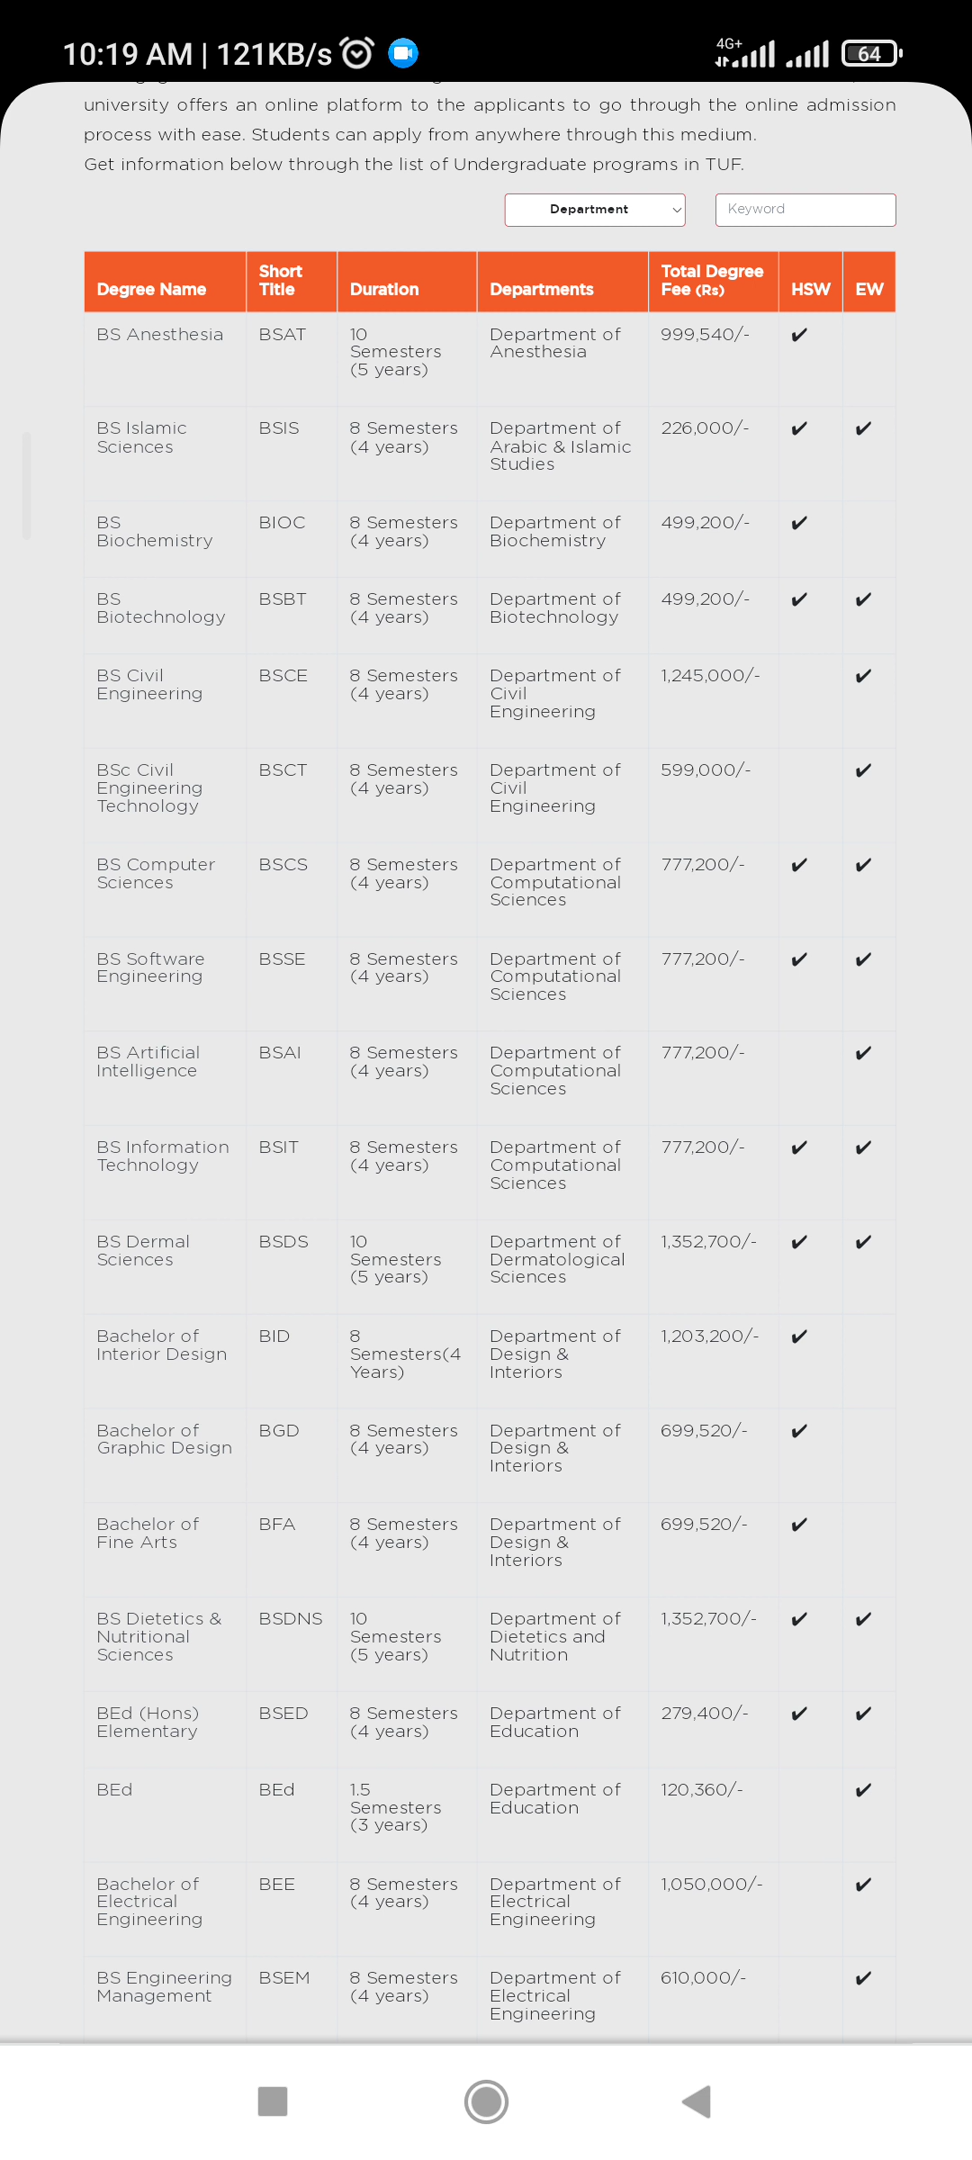 10:19 AM | 121KB/s
4G+
64
university offers an online platform to the applicants to go through the online admission
process with ease. Students can apply from anywhere through this medium.
Get information below through the list of Undergraduate programs in TUF.
Department
Keyword
Degree Name Short Title Duration Departments Total Degree Fee (Rs) HSW EW
BS Anesthesia BSAT 10 Semesters (5 years) Department of Anesthesia 999,540/- ✔
BS Islamic Sciences BSIS 8 Semesters (4 years) Department of Arabic & Islamic Studies 226,000/- ✔ ✔
BS Biochemistry BIOC 8 Semesters (4 years) Department of Biochemistry 499,200/- ✔
BS Biotechnology BSBT 8 Semesters (4 years) Department of Biotechnology 499,200/- ✔ ✔
BS Civil Engineering BSCE 8 Semesters (4 years) Department of Civil Engineering 1,245,000/- ✔
BSc Civil Engineering Technology BSCT 8 Semesters (4 years) Department of Civil Engineering 599,000/- ✔
BS Computer Sciences BSCS 8 Semesters (4 years) Department of Computational Sciences 777,200/- ✔ ✔
BS Software Engineering BSSE 8 Semesters (4 years) Department of Computational Sciences 777,200/- ✔ ✔
BS Artificial Intelligence BSAI 8 Semesters (4 years) Department of Computational Sciences 777,200/- ✔
BS Information Technology BSIT 8 Semesters (4 years) Department of Computational Sciences 777,200/- ✔ ✔
BS Dermal Sciences BSDS 10 Semesters (5 years) Department of Dermatological Sciences 1,352,700/- ✔ ✔
Bachelor of Interior Design BID 8 Semesters(4 Years) Department of Design & Interiors 1,203,200/- ✔
Bachelor of Graphic Design BGD 8 Semesters (4 years) Department of Design & Interiors 699,520/- ✔
Bachelor of Fine Arts BFA 8 Semesters (4 years) Department of Design & Interiors 699,520/- ✔
BS Dietetics & Nutritional Sciences BSDNS 10 Semesters (5 years) Department of Dietetics and Nutrition 1,352,700/- ✔ ✔
BEd (Hons) Elementary BSED 8 Semesters (4 years) Department of Education 279,400/- ✔ ✔
BEd BEd 1.5 Semesters (3 years) Department of Education 120,360/- ✔
Bachelor of Electrical Engineering BEE 8 Semesters (4 years) Department of Electrical Engineering 1,050,000/- ✔
BS Engineering Management BSEM 8 Semesters (4 years) Department of Electrical Engineering 610,000/- ✔